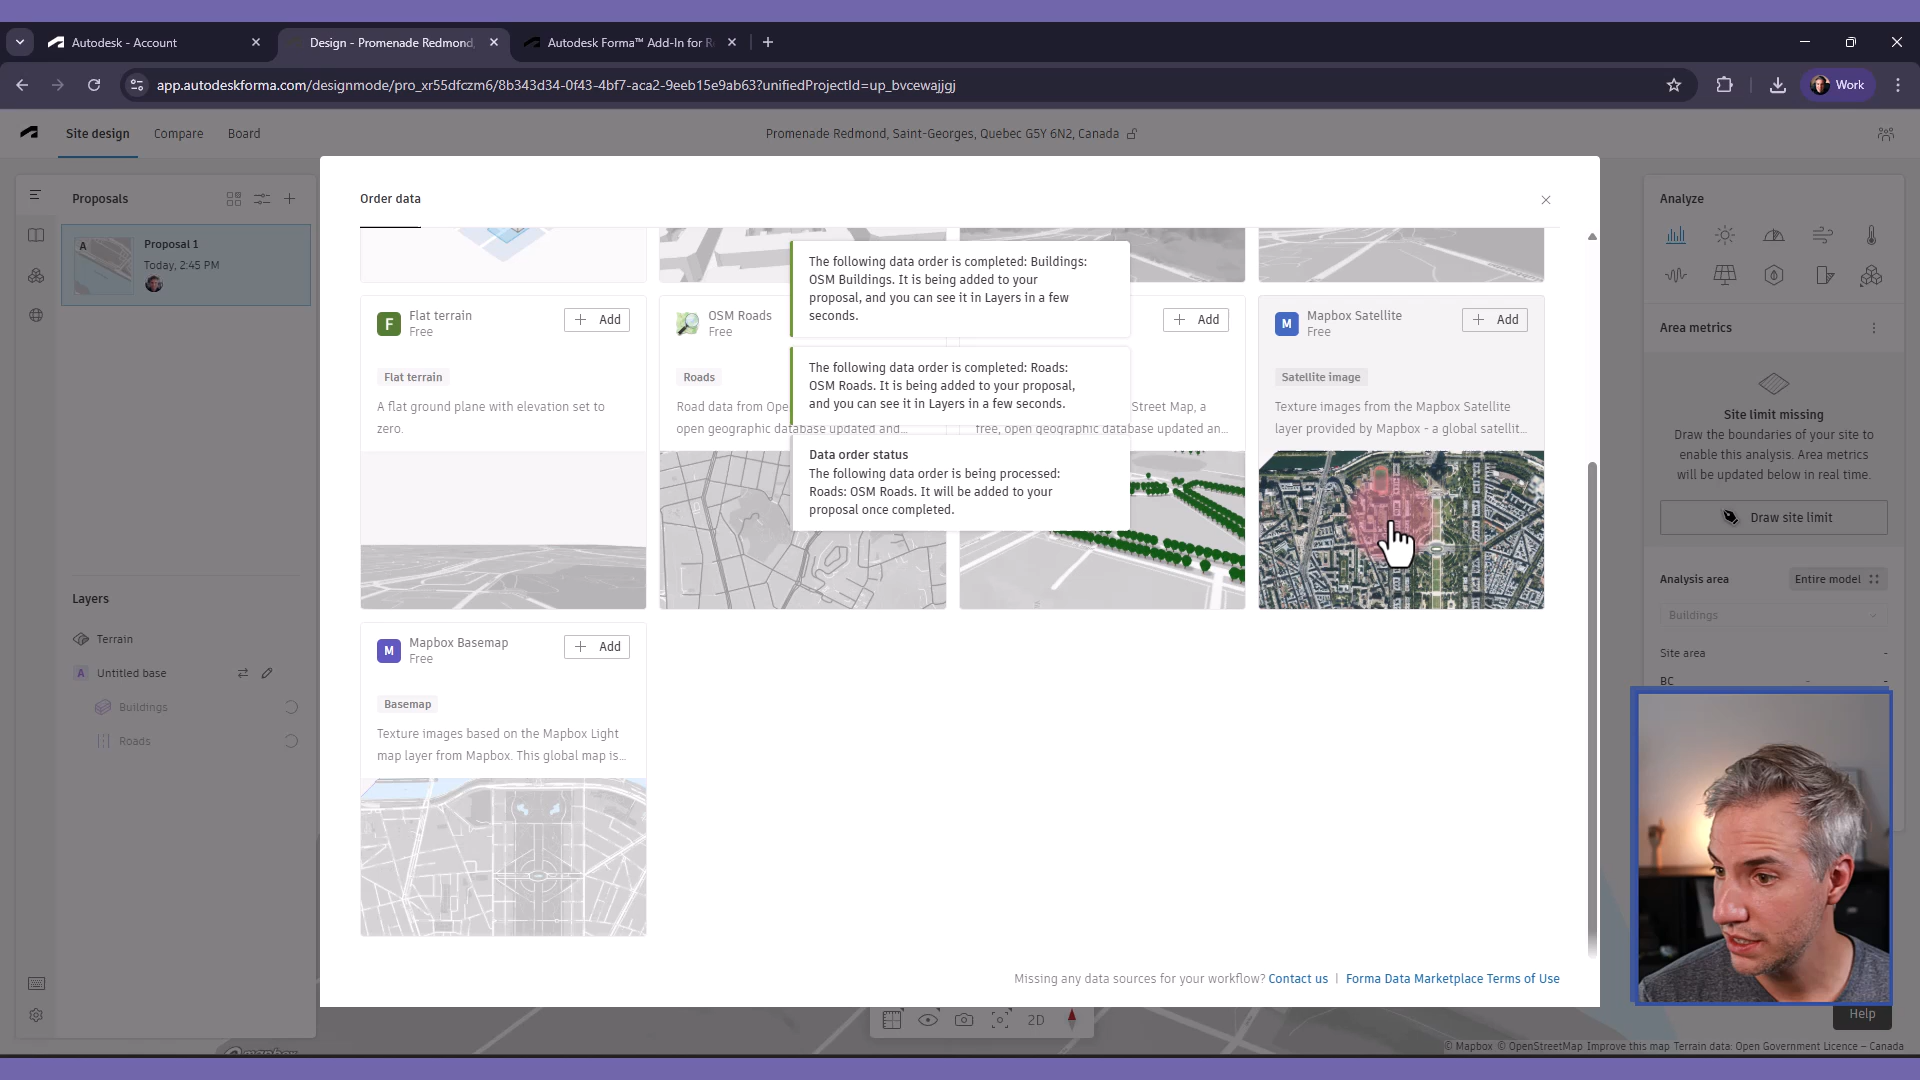 Autodesk - Account
Design - Promenade Redmond,
Autodesk Forma™ Add-In for R
app.autodeskforma.com/designmode/pro_xr55dfczm6/8b343d34-0f43-4bf7-aca2-9eeb15e9ab63?unifiedProjectId=up_bvcewajjgj
Work
Site design
Compare
Board
Promenade Redmond, Saint-Georges, Quebec G5Y 6N2, Canada
Proposals
A
Proposal 1
Today, 2:45 PM
Layers
Terrain
A Untitled base
Buildings
Roads
Order data
The following data order is completed: Buildings:
OSM Buildings. It is being added to your
proposal, and you can see it in Layers in a few
seconds.
The following data order is completed: Roads:
OSM Roads. It is being added to your proposal,
and you can see it in Layers in a few seconds.
Data order status
The following data order is being processed:
Roads: OSM Roads. It will be added to your
proposal once completed.
F
Flat terrain
Free
Add
Flat terrain
A flat ground plane with elevation set to
zero.
OSM Roads
Free
Roads
Road data from Ope
open geographic database updated and...
Add
Street Map, a
free, open geographic database updated an...
M
Mapbox Satellite
Free
Add
Satellite image
Texture images from the Mapbox Satellite
layer provided by Mapbox - a global satellit...
M
Mapbox Basemap
Free
Add
Basemap
Texture images based on the Mapbox Light
map layer from Mapbox. This global map is...
Missing any data sources for your workflow? Contact us | Forma Data Marketplace Terms of Use
Analyze
Area metrics
Site limit missing
Draw the boundaries of your site to
enable this analysis. Area metrics
will be updated below in real time.
Draw site limit
Analysis area
Entire model
Buildings
Site area
-
BC
-
-
Help
2D
mapbox
© Mapbox © OpenStreetMap Improve this map Terrain data: Open Government Licence – Canada